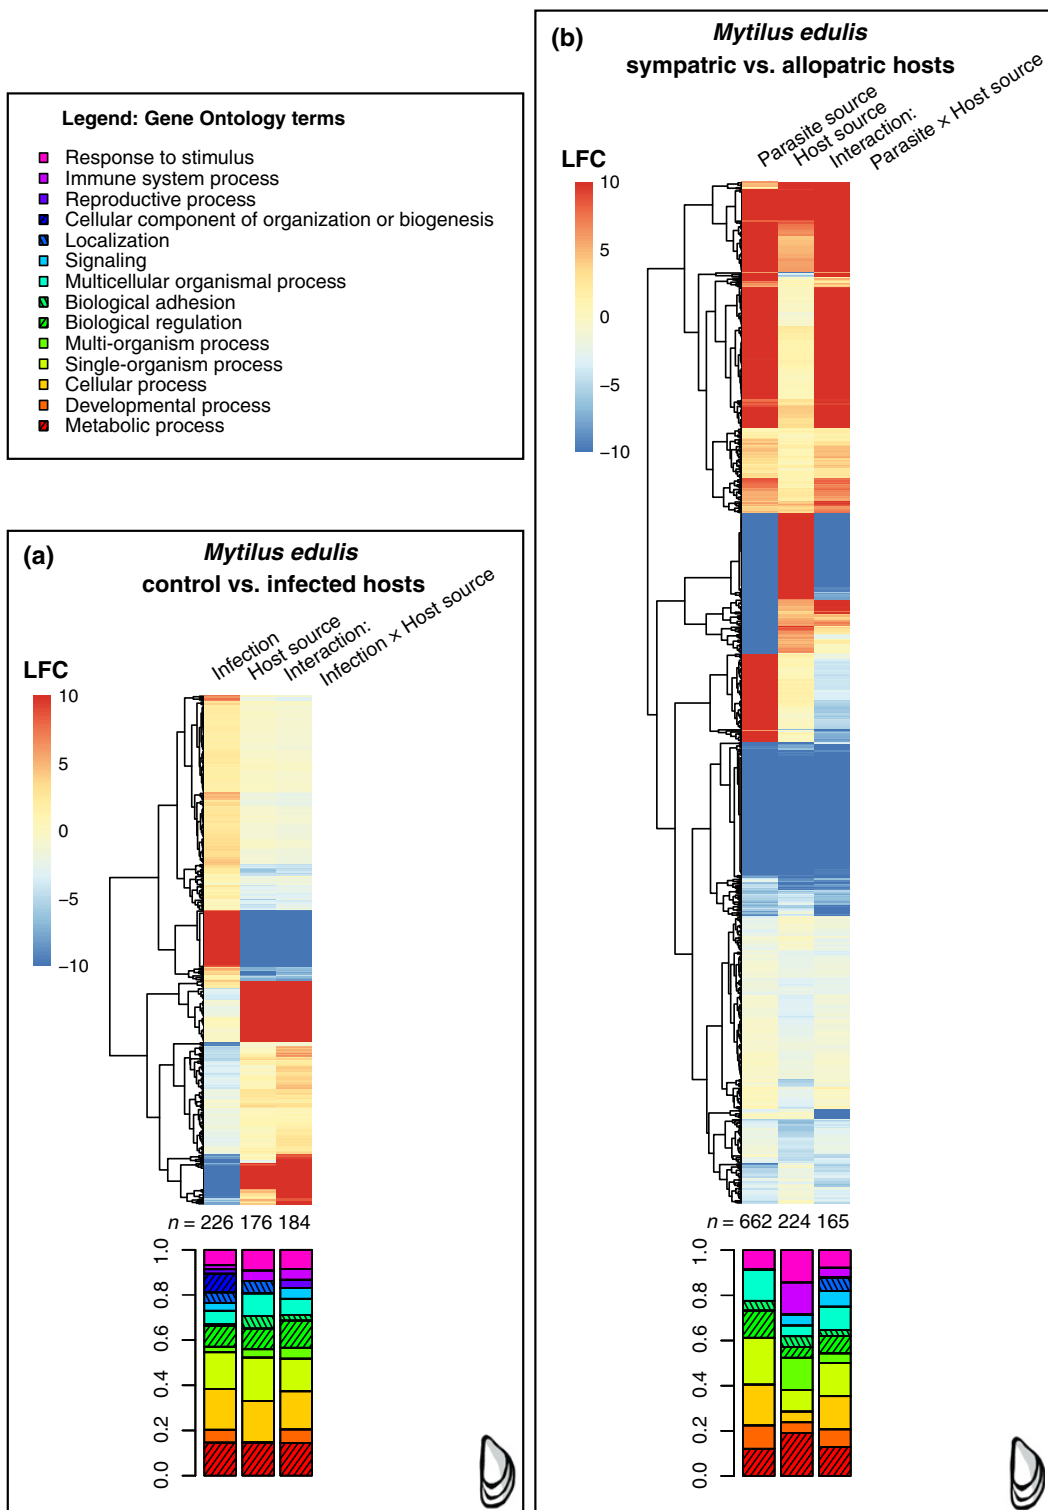 Legend: Gene Ontology terms
Response to stimulus
Immune system process
Reproductive process
Cellular component of organization or biogenesis
Localization
Signaling
Multicellular organismal process
Biological adhesion
Biological regulation
Multi-organism process
Single-organism process
Cellular process
Developmental process
Metabolic process
(a)
Mytilus edulis
control vs. infected hosts
Infection
Host source
Interaction:
Infection × Host source
LFC
10
5
0
−5
−10
n = 226 176 184
1.0
0.8
0.6
0.4
0.2
0.0
(b)
Mytilus edulis
sympatric vs. allopatric hosts
Parasite source
Host source
Interaction:
Parasite × Host source
LFC
10
5
0
−5
−10
n = 662 224 165
1.0
0.8
0.6
0.4
0.2
0.0